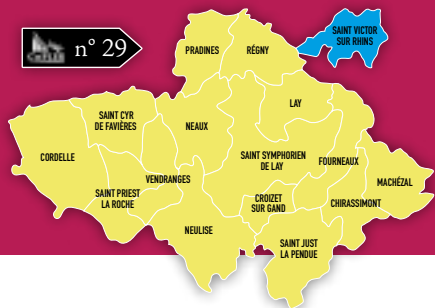 n° 29
SAINT VICTOR
SUR RHINS
PRADINES
RÉGNY
LAY
SAINT CYR
DE FAVIÈRES
NEAUX
CORDELLE
SAINT SYMPHORIEN
DE LAY
FOURNEAUX
VENDRANGES
MACHÉZAL
SAINT PRIEST
LA ROCHE
CROIZET
SUR GAND
CHIRASSIMONT
NEULISE
SAINT JUST
LA PENDUE